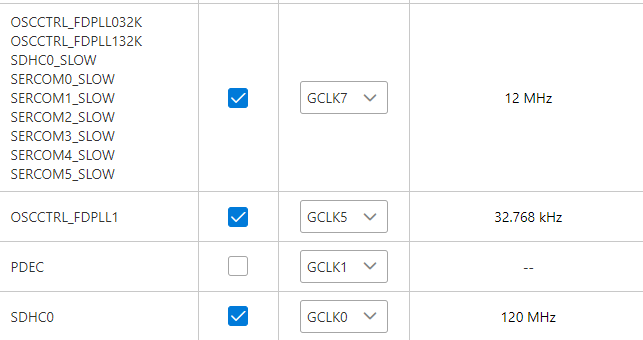 OSCCTRL_FDPLL032K
OSCCTRL_FDPLL132K
SDHC0_SLOW
SERCOM0_SLOW
SERCOM1_SLOW
SERCOM2_SLOW
SERCOM3_SLOW
SERCOM4_SLOW
SERCOM5_SLOW
GCLK7
12 MHz
OSCCTRL_FDPLL1
GCLK5
32.768 kHz
PDEC
GCLK1
--
SDHC0
GCLK0
120 MHz